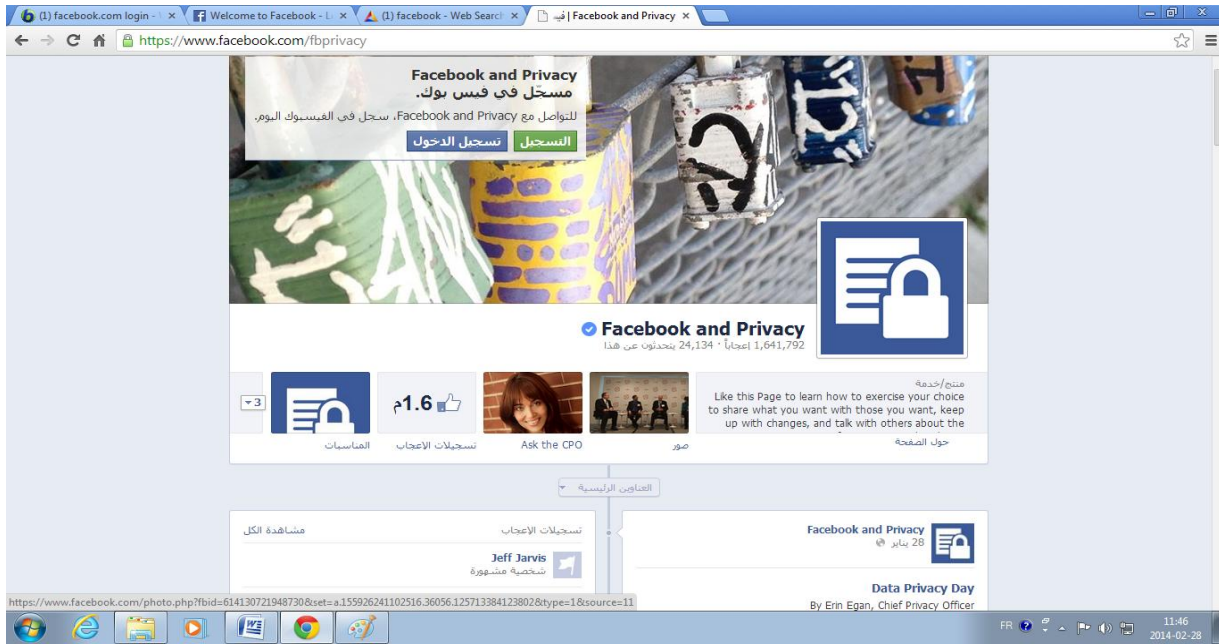 (1) facebook.com login -
Welcome to Facebook - L
(1) facebook - Web Search
Facebook and Privacy | في
https://www.facebook.com/fbprivacy
Facebook and Privacy
مسجّل في فيس بوك.
للتواصل مع Facebook and Privacy، سجل في الفيسبوك اليوم.
التسجيل تسجيل الدخول
Facebook and Privacy
1,641,792 إعجاباً · 24,134 يتحدثون عن هذا
منتج/خدمة
Like this Page to learn how to exercise your choice
to share what you want with those you want, keep
up with changes, and talk with others about the
حول الصفحة
صور
Ask the CPO
1.6م
تسجيلات الإعجاب
المناسبات
3
العناوين الرئيسية
Facebook and Privacy
28 يناير
Data Privacy Day
By Erin Egan, Chief Privacy Officer
تسجيلات الإعجاب
مشاهدة الكل
Jeff Jarvis
شخصية مشهورة
https://www.facebook.com/photo.php?fbid=614130721948730&set=a.155926241102516.36056.125713384123802&type=1&source=11
FR
11:46
2014-02-28